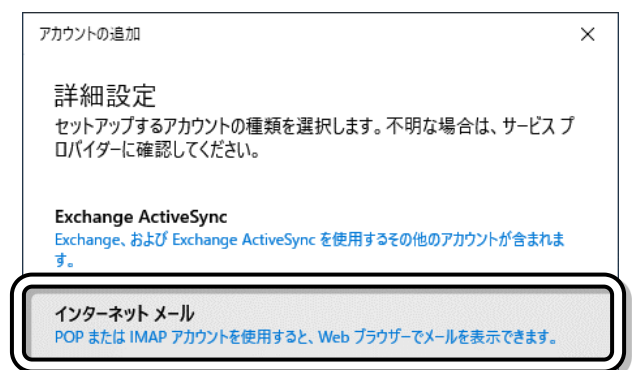 アカウントの追加
詳細設定
セットアップするアカウントの種類を選択します。不明な場合は、サービス プ
ロバイダーに確認してください。
Exchange ActiveSync
Exchange、および Exchange ActiveSync を使用するその他のアカウントが含まれま
す。
インターネット メール
POP または IMAP アカウントを使用すると、Web ブラウザーでメールを表示できます。